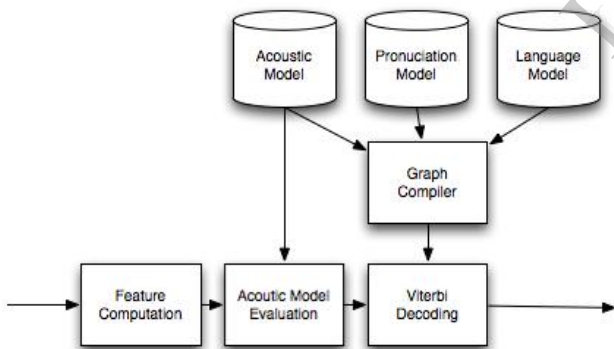 Acoustic
Model
Pronuciation
Model
Language
Model
Graph
Compiler
Feature
Computation
Acoutic Model
Evaluation
Viterbi
Decoding